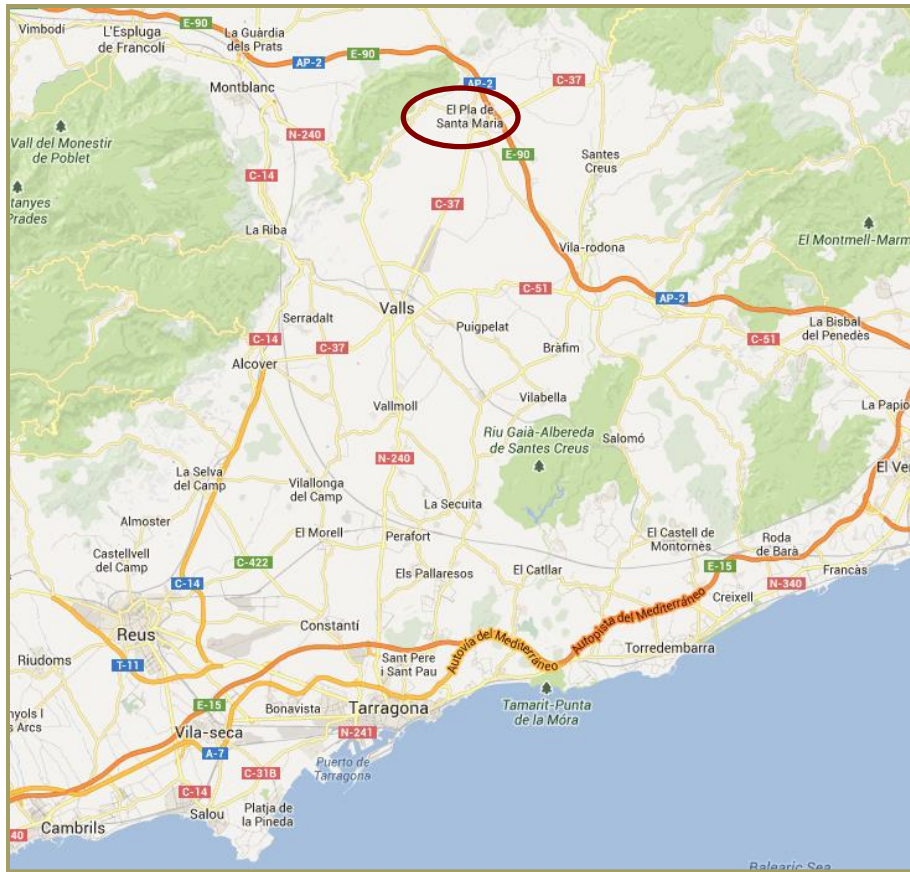 E-90
Vimbodí
L'Espluga
de Francolí
La Guàrdia
dels Prats
AP-2
E-90
Montblanc
AP-2
C-37
El Pla de
Santa Maria
N-240
Vall del Monestir
de Poblet
E-90
Santes
Creus
C-14
C-37
La Riba
El Montmell-Marm
Vila-rodona
C-51
AP-2
Valls
Serradalt
Puigpelat
La Bisbal
del Penedès
C-14
C-37
C-51
Bràfim
Alcover
Vilabella
Vallmoll
La Papio
Riu Gaià-Albereda
de Santes Creus
Salomó
N-240
La Selva
del Camp
Vilallonga
del Camp
El Ve
La Secuita
Almoster
El Morell
Perafort
El Castell de
Montornès
Roda
de Barà
Castellvell
del Camp
C-422
Els Pallaresos
El Catllar
E-15
Francàs
C-14
N-340
Creixell
Autopista del Mediterráneo
Reus
Constantí
Autovía del Mediterráneo
Torredembarra
Riudoms
T-11
Sant Pere
i Sant Pau
Tamarit-Punta
de la Móra
E-15
Bonavista
Tarragona
nyols I
s Arcs
Vila-seca
N-241
A-7
Puerto de
Tarragona
C-31B
C-14
Platja de
la Pineda
Salou
40
Cambrils
Balearic Sea